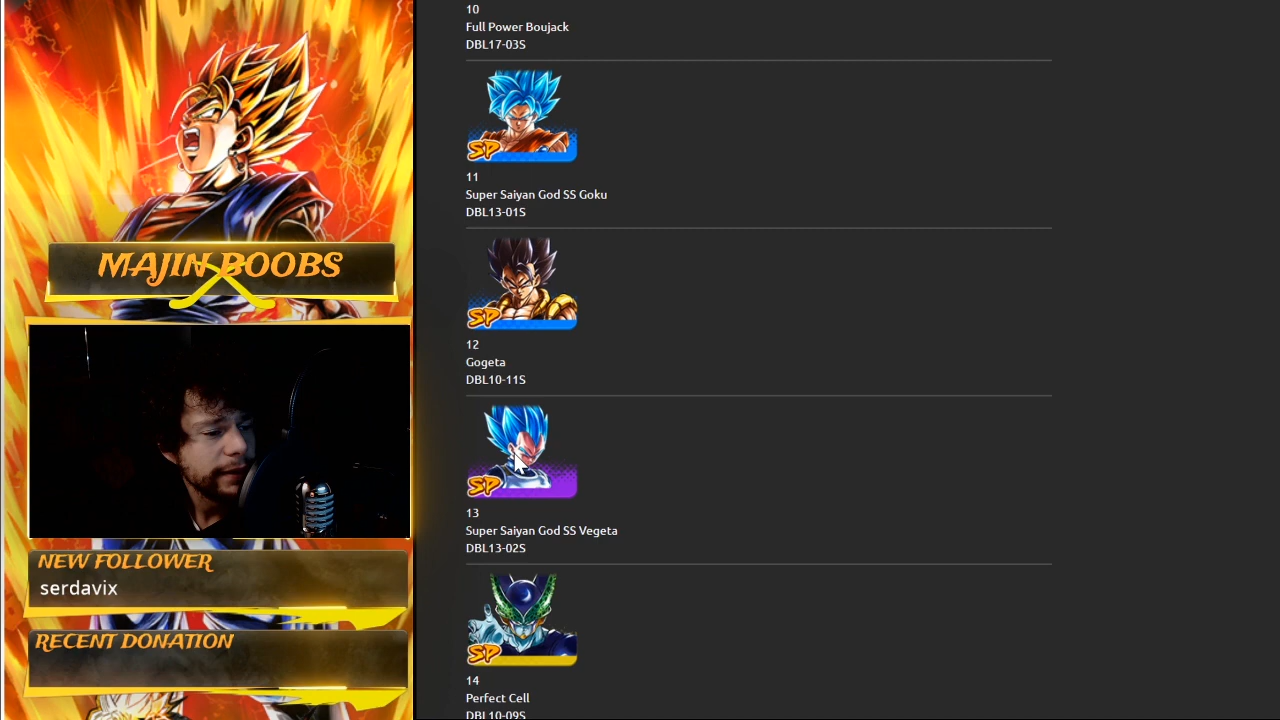 MAJIN BOOBS
NEW FOLLOWER
serdavix
RECENT DONATION
10
Full Power Boujack
DBL17-03S
SP
11
Super Saiyan God SS Goku
DBL13-01S
SP
12
Gogeta
DBL10-11S
SP
13
Super Saiyan God SS Vegeta
DBL13-02S
SP
14
Perfect Cell
DBL10-09S